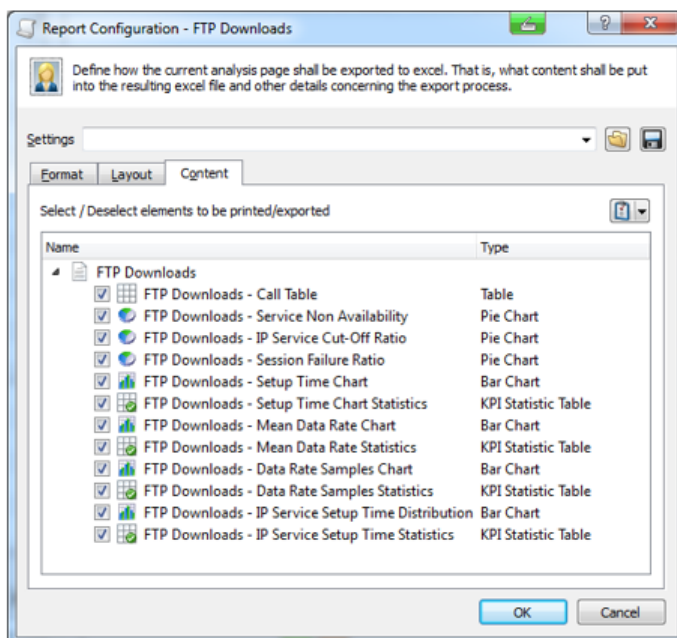 Report Configuration - FTP Downloads
Define how the current analysis page shall be exported to excel. That is, what content shall be put
into the resulting excel file and other details concerning the export process.
Settings
Format Layout Content
Select / Deselect elements to be printed/exported
Name Type
FTP Downloads
FTP Downloads - Call Table Table
FTP Downloads - Service Non Availability Pie Chart
FTP Downloads - IP Service Cut-Off Ratio Pie Chart
FTP Downloads - Session Failure Ratio Pie Chart
FTP Downloads - Setup Time Chart Bar Chart
FTP Downloads - Setup Time Chart Statistics KPI Statistic Table
FTP Downloads - Mean Data Rate Chart Bar Chart
FTP Downloads - Mean Data Rate Statistics KPI Statistic Table
FTP Downloads - Data Rate Samples Chart Bar Chart
FTP Downloads - Data Rate Samples Statistics KPI Statistic Table
FTP Downloads - IP Service Setup Time Distribution Bar Chart
FTP Downloads - IP Service Setup Time Statistics KPI Statistic Table
OK Cancel